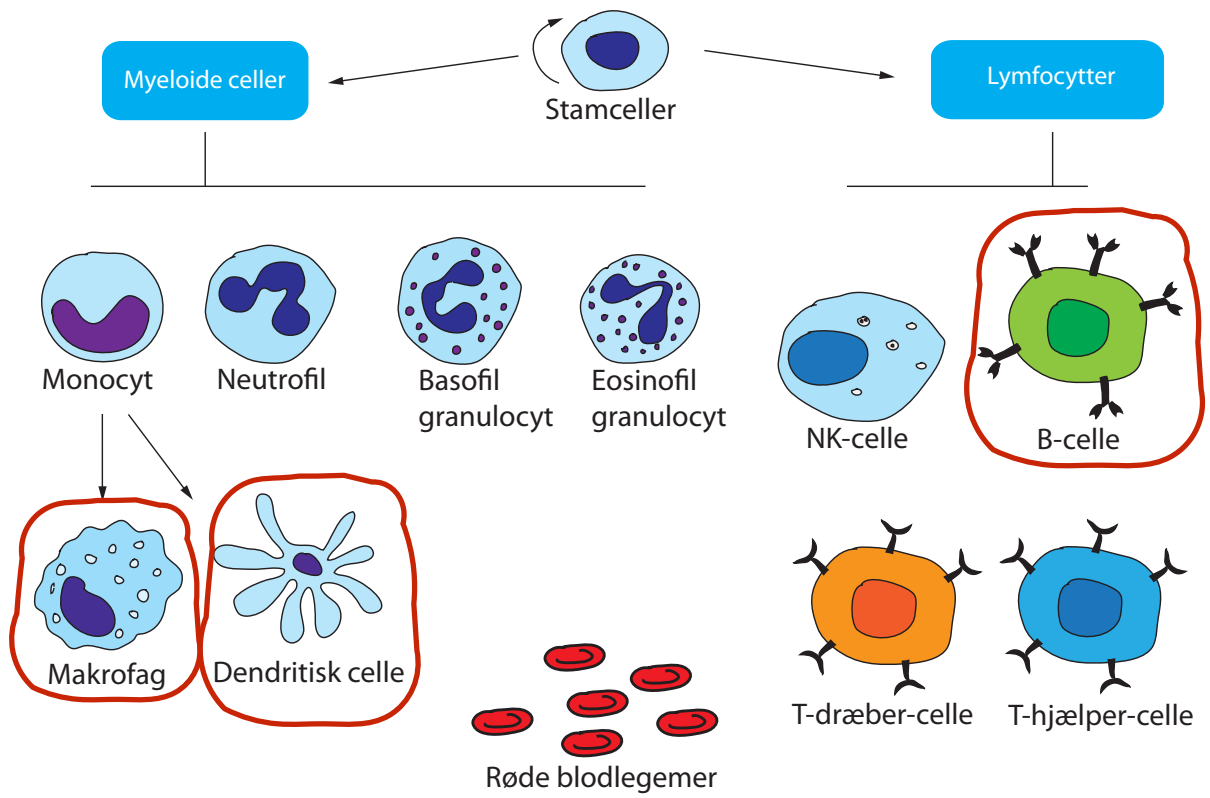 Myeloide celler
Stamceller
Lymfocytter
Monocyt
Neutrofil
Basofil
granulocyt
Eosinofil
granulocyt
NK-celle
B-celle
Makrofag
Dendritisk celle
T-dræber-celle
T-hjælper-celle
Røde blodlegemer